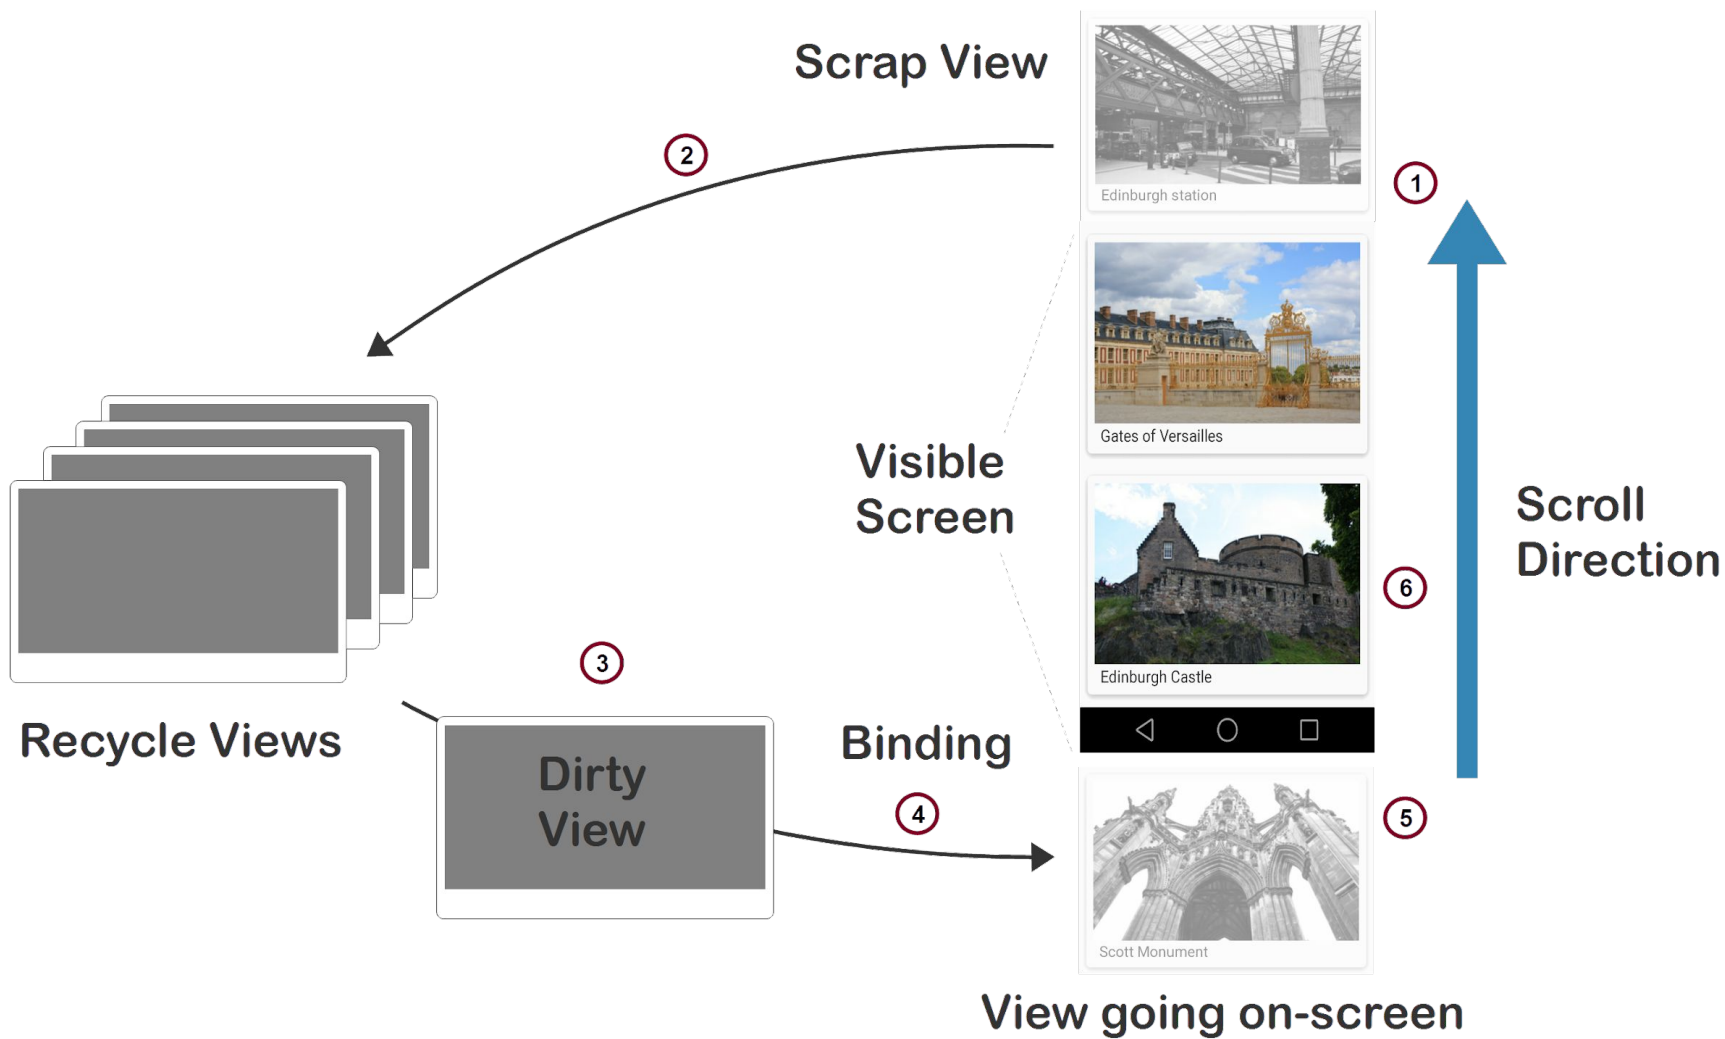 Scrap View
Edinburgh station
1
2
Gates of Versailles
Visible
Screen
Scroll
Direction
6
Edinburgh Castle
3
Recycle Views
Dirty
View
Binding
4
5
Scott Monument
View going on-screen